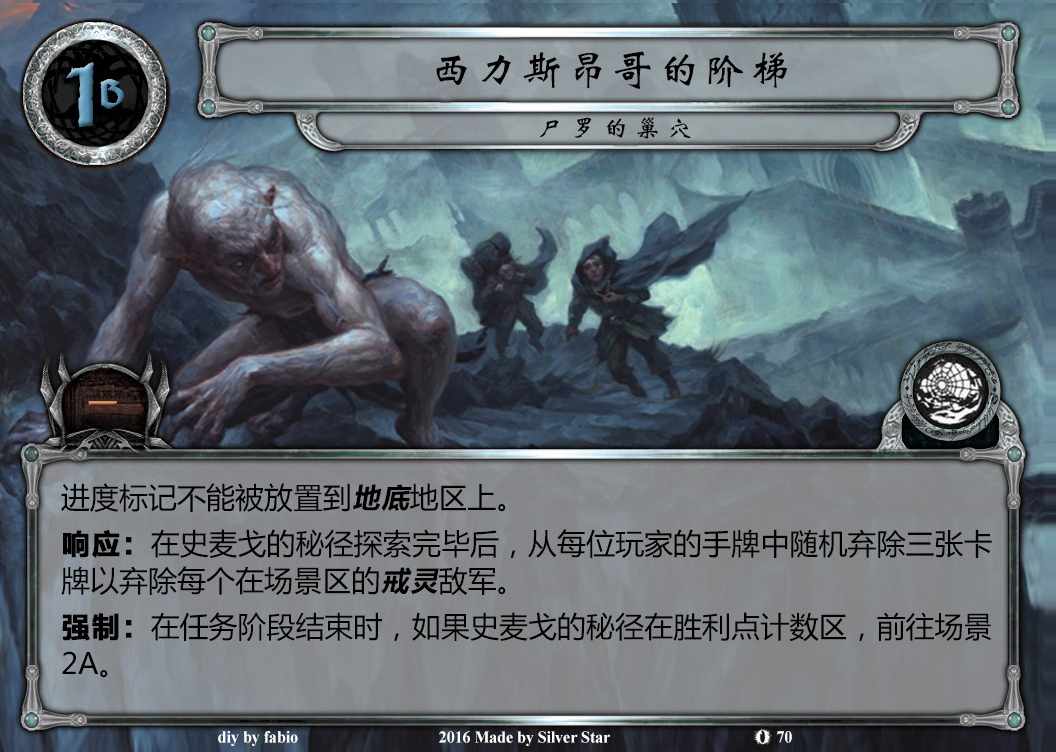 1B
西力斯昂哥的阶梯
尸罗的巢穴
–
进度标记不能被放置到地底地区上。
响应：在史麦戈的秘径探索完毕后，从每位玩家的手牌中随机弃除三张卡
牌以弃除每个在场景区的戒灵敌军。
强制：在任务阶段结束时，如果史麦戈的秘径在胜利点计数区，前往场景
2A。
diy by fabio 2016 Made by Silver Star 70